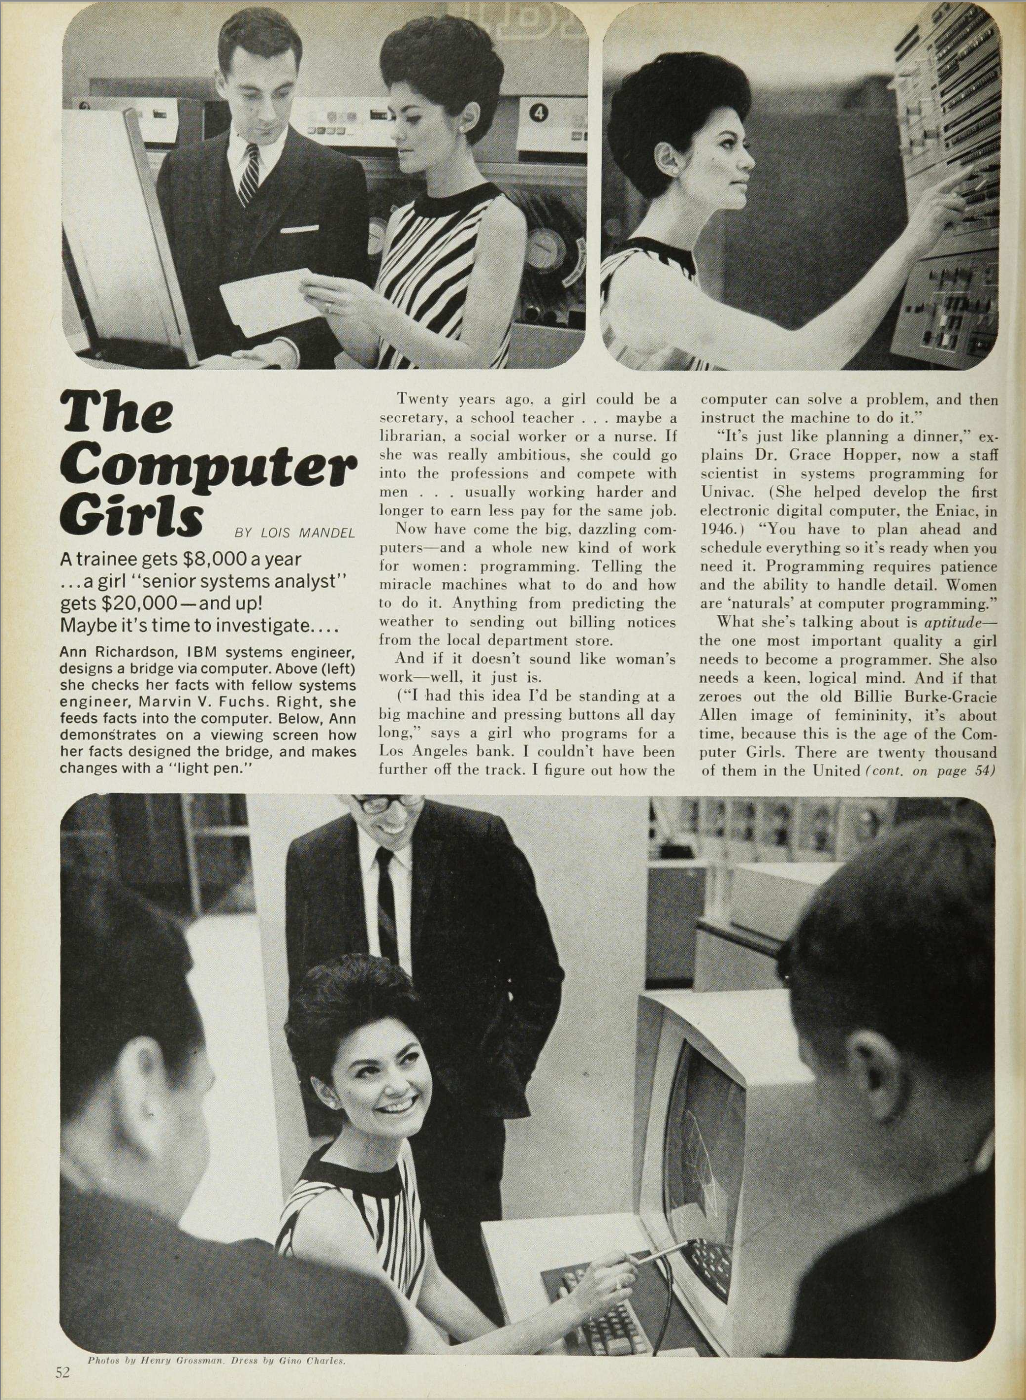 4
The
Computer
Girls
BY LOIS MANDEL
A trainee gets $8,000 a year
...a girl “senior systems analyst”
gets $20,000—and up!
Maybe it’s time to investigate....
Ann Richardson, IBM systems engineer,
designs a bridge via computer. Above (left)
she checks her facts with fellow systems
engineer, Marvin V. Fuchs. Right, she
feeds facts into the computer. Below, Ann
demonstrates on a viewing screen how
her facts designed the bridge, and makes
changes with a “light pen.”
Twenty years ago, a girl could be a
secretary, a school teacher . . . maybe a
librarian, a social worker or a nurse. If
she was really ambitious, she could go
into the professions and compete with
men . . . usually working harder and
longer to earn less pay for the same job.
Now have come the big, dazzling com-
puters—and a whole new kind of work
for women: programming. Telling the
miracle machines what to do and how
to do it. Anything from predicting the
weather to sending out billing notices
from the local department store.
And if it doesn’t sound like woman’s
work—well, it just is.
(“I had this idea I’d be standing at a
big machine and pressing buttons all day
long,” says a girl who programs for a
Los Angeles bank. I couldn’t have been
further off the track. I figure out how the
computer can solve a problem, and then
instruct the machine to do it.”
“It’s just like planning a dinner,” ex-
plains Dr. Grace Hopper, now a staff
scientist in systems programming for
Univac. (She helped develop the first
electronic digital computer, the Eniac, in
1946.) “You have to plan ahead and
schedule everything so it’s ready when you
need it. Programming requires patience
and the ability to handle detail. Women
are ‘naturals’ at computer programming.”
What she’s talking about is aptitude—
the one most important quality a girl
needs to become a programmer. She also
needs a keen, logical mind. And if that
zeroes out the old Billie Burke-Gracie
Allen image of femininity, it’s about
time, because this is the age of the Com-
puter Girls. There are twenty thousand
of them in the United (cont. on page 54)
Photos by Henry Grossman. Dress by Gino Charles.
52